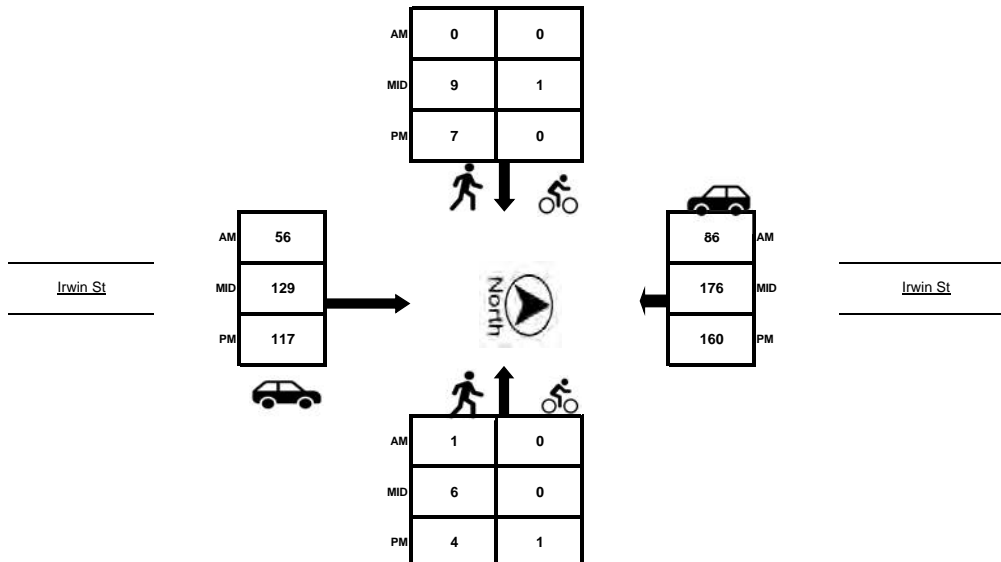 AM 0 0
MID 9 1
PM 7 0
AM 56
MID 129
PM 117
Irwin St
North
86 AM
176 MID
160 PM
Irwin St
AM 1 0
MID 6 0
PM 4 1